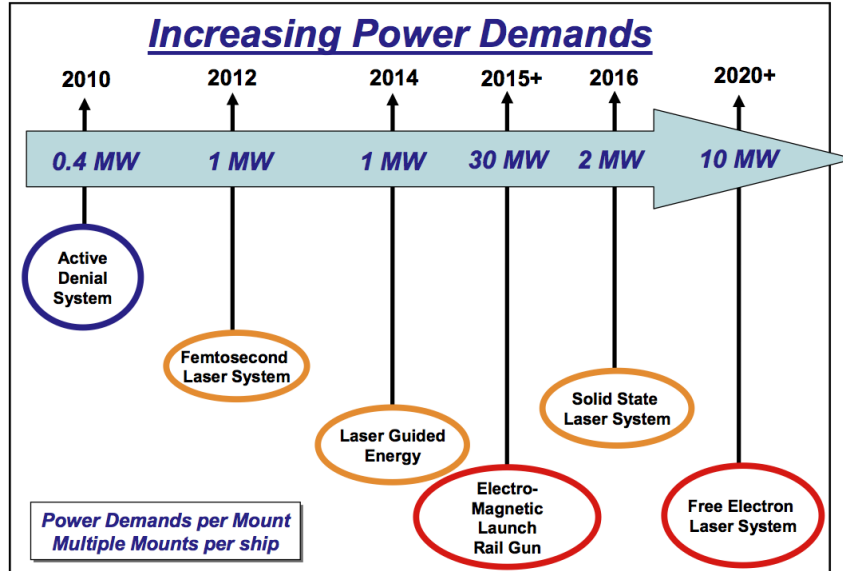 Increasing Power Demands
2010 2012 2014 2015+ 2016 2020+
0.4 MW 1 MW 1 MW 30 MW 2 MW 10 MW
Active
Denial
System
Femtosecond
Laser System
Laser Guided
Energy
Solid State
Laser System
Electro-
Magnetic
Launch
Rail Gun
Free Electron
Laser System
Power Demands per Mount
Multiple Mounts per ship